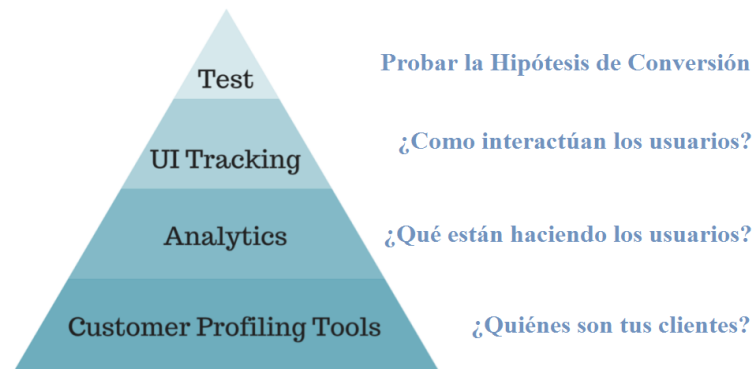 Test
Probar la Hipótesis de Conversión
UI Tracking
¿Como interactúan los usuarios?
Analytics
¿Qué están haciendo los usuarios?
Customer Profiling Tools
¿Quiénes son tus clientes?